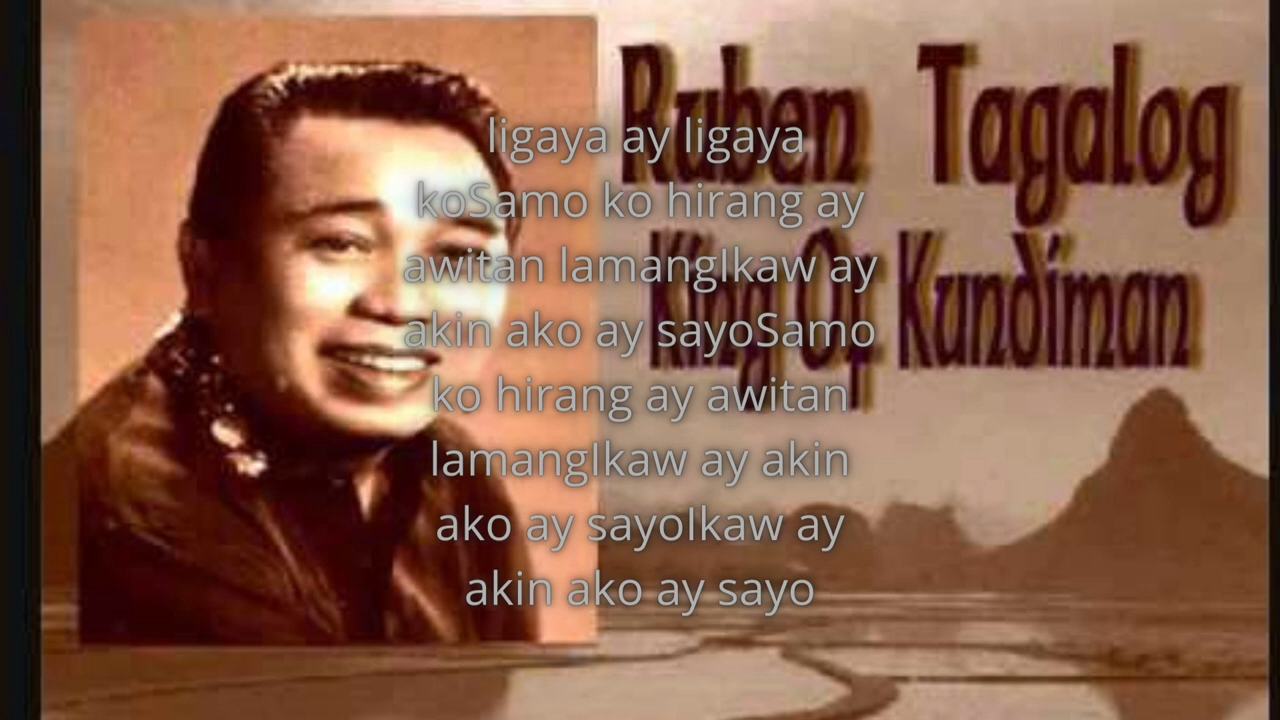 Ruben Tagalog
King Of Kundiman
ligaya ay ligaya
koSamo ko hirang ay
awitan lamangIkaw ay
akin ako ay sayoSamo
ko hirang ay awitan
lamangIkaw ay akin
ako ay sayoIkaw ay
akin ako ay sayo